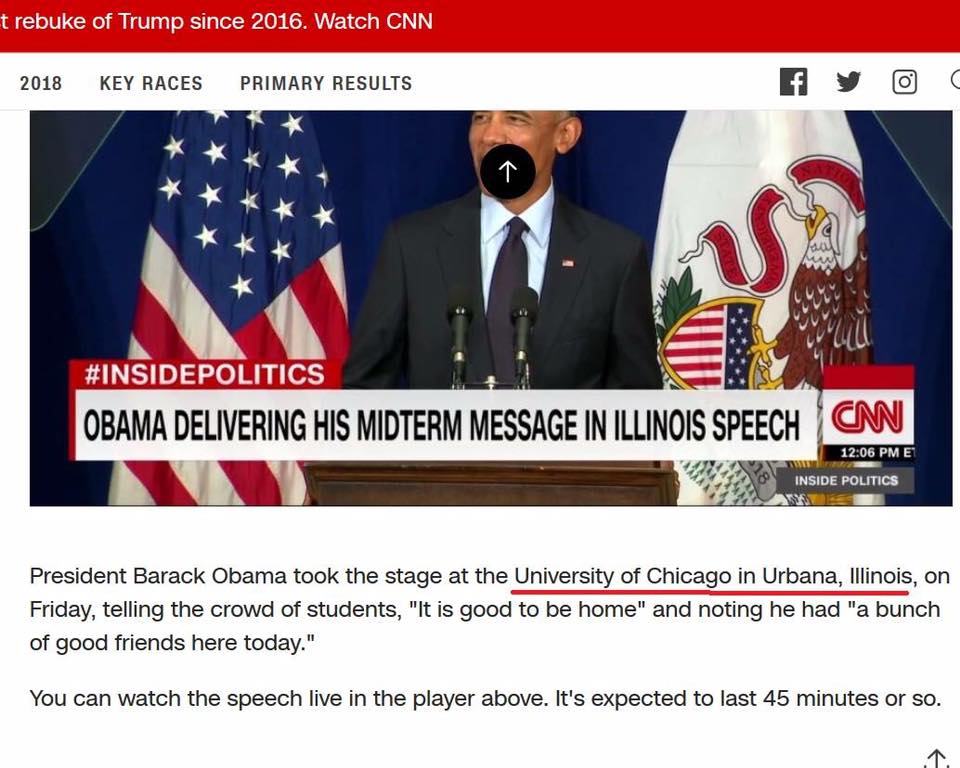 t rebuke of Trump since 2016. Watch CNN
2018 KEY RACES PRIMARY RESULTS
NATIONAL
STATE
SOVEREIGNTY
#INSIDEPOLITICS
OBAMA DELIVERING HIS MIDTERM MESSAGE IN ILLINOIS SPEECH
CNN
12:06 PM ET
18
INSIDE POLITICS
President Barack Obama took the stage at the University of Chicago in Urbana, Illinois, on
Friday, telling the crowd of students, "It is good to be home" and noting he had "a bunch
of good friends here today."
You can watch the speech live in the player above. It's expected to last 45 minutes or so.